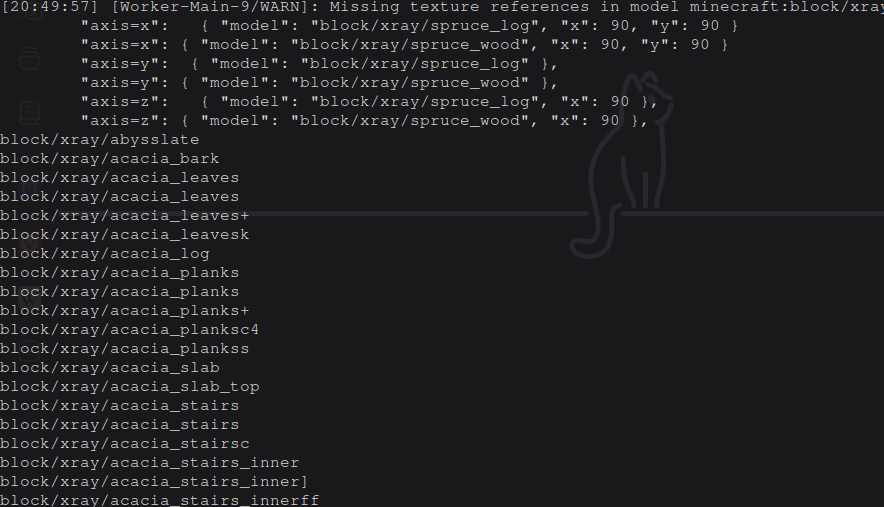 [20:49:57] [Worker-Main-9/WARN]: Missing texture references in model minecraft:block/xray
        "axis=x":   { "model": "block/xray/spruce_log", "x": 90, "y": 90 }
        "axis=x": { "model": "block/xray/spruce_wood", "x": 90, "y": 90 }
        "axis=y":  { "model": "block/xray/spruce_log" },
        "axis=y": { "model": "block/xray/spruce_wood" },
        "axis=z":   { "model": "block/xray/spruce_log", "x": 90 },
        "axis=z": { "model": "block/xray/spruce_wood", "x": 90 },
block/xray/abysslate
block/xray/acacia_bark
block/xray/acacia_leaves
block/xray/acacia_leaves
block/xray/acacia_leaves+
block/xray/acacia_leavesk
block/xray/acacia_log
block/xray/acacia_planks
block/xray/acacia_planks
block/xray/acacia_planks+
block/xray/acacia_planksc4
block/xray/acacia_plankss
block/xray/acacia_slab
block/xray/acacia_slab_top
block/xray/acacia_stairs
block/xray/acacia_stairs
block/xray/acacia_stairsc
block/xray/acacia_stairs_inner
block/xray/acacia_stairs_inner]
block/xray/acacia_stairs_innerff